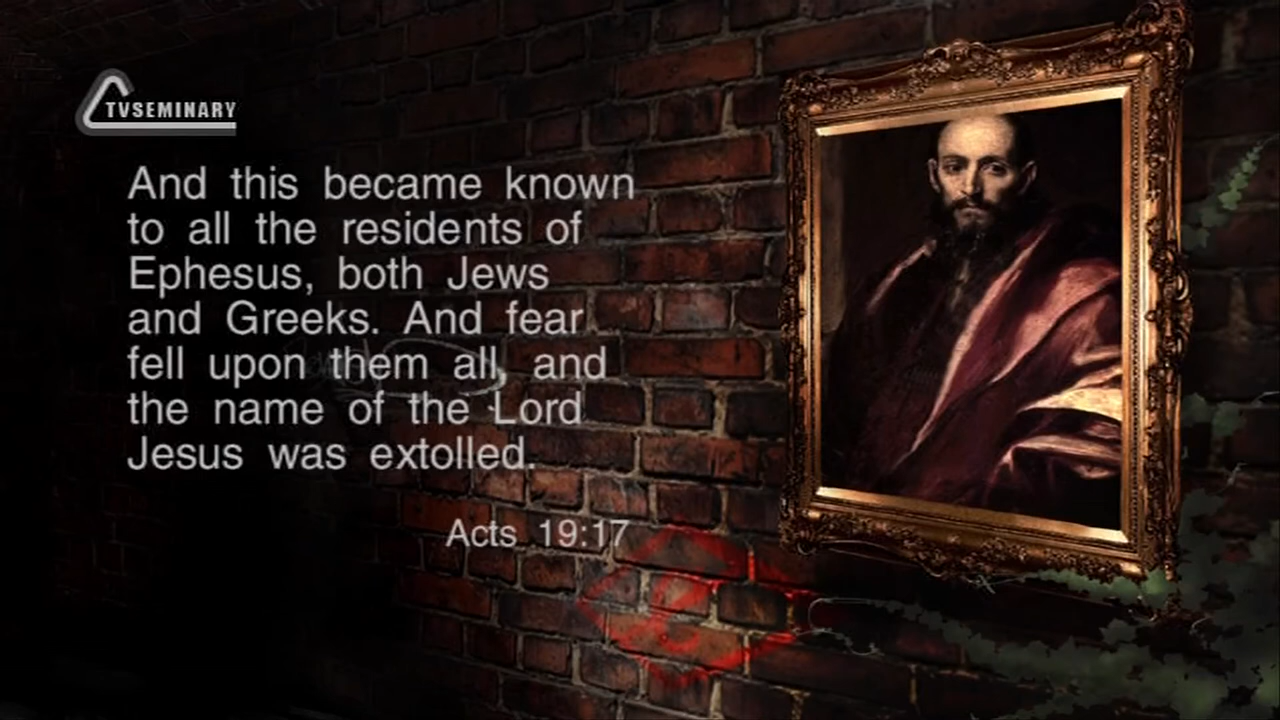 TVSEMINARY
And this became known
to all the residents of
Ephesus, both Jews
and Greeks. And fear
fell upon them all, and
the name of the Lord
Jesus was extolled.
Acts 19:17